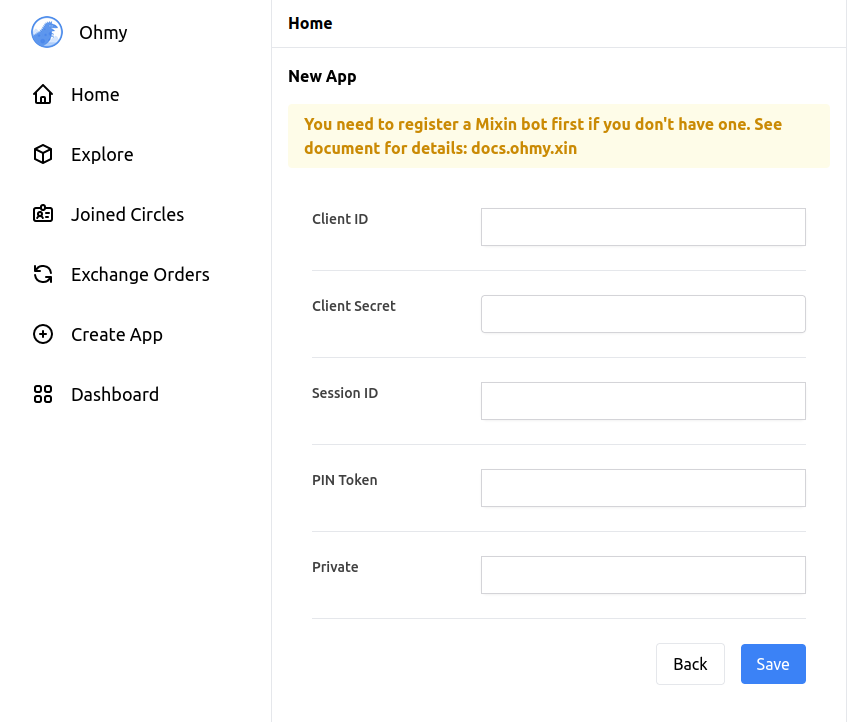 Ohmy
Home
Explore
Joined Circles
Exchange Orders
Create App
Dashboard
Home
New App
You need to register a Mixin bot first if you don't have one. See
document for details: docs.ohmy.xin
Client ID
Client Secret
Session ID
PIN Token
Private
Back
Save